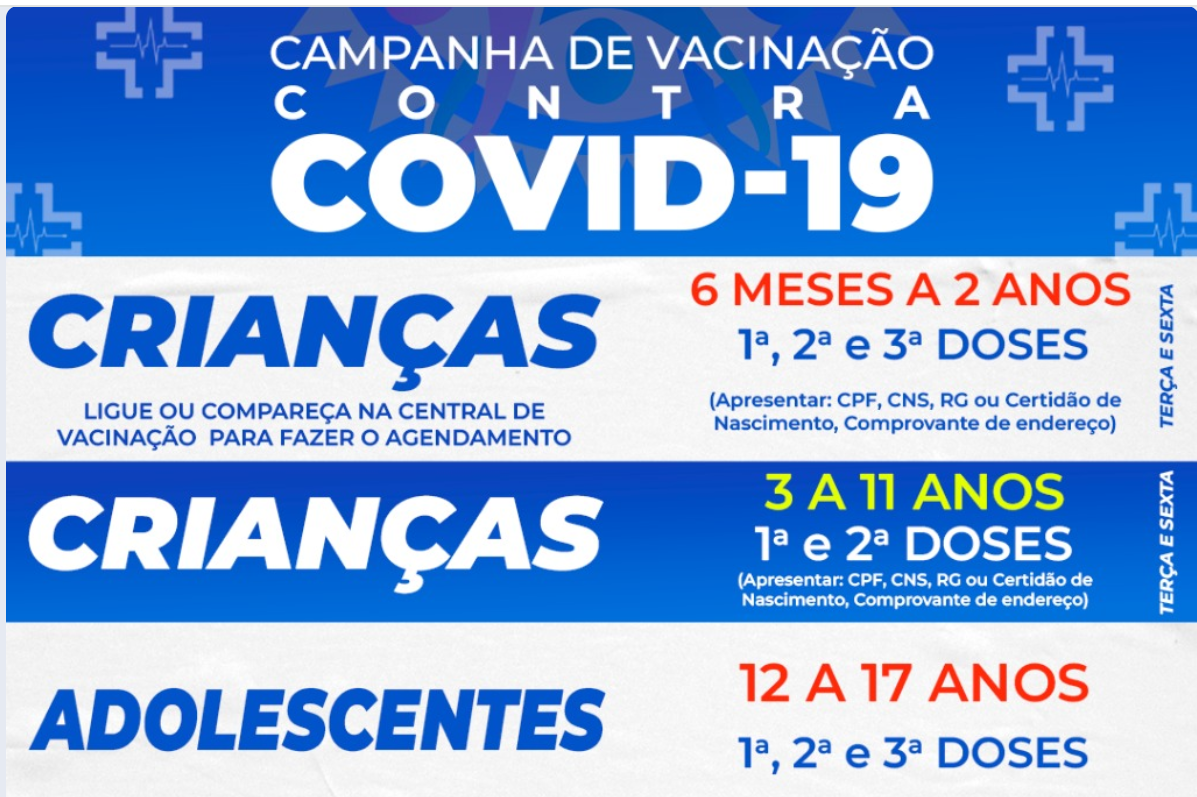 CAMPANHA DE VACINAÇÃO
CONTRA
COVID-19
CRIANÇAS
LIGUE OU COMPAREÇA NA CENTRAL DE
VACINAÇÃO PARA FAZER O AGENDAMENTO
6 MESES A 2 ANOS
1ª, 2ª e 3ª DOSES
(Apresentar: CPF, CNS, RG ou Certidão de
Nascimento, Comprovante de endereço)
TERÇA E SEXTA
CRIANÇAS
3 A 11 ANOS
1ª e 2ª DOSES
(Apresentar: CPF, CNS, RG ou Certidão de
Nascimento, Comprovante de endereço)
TERÇA E SEXTA
ADOLESCENTES
12 A 17 ANOS
1ª, 2ª e 3ª DOSES